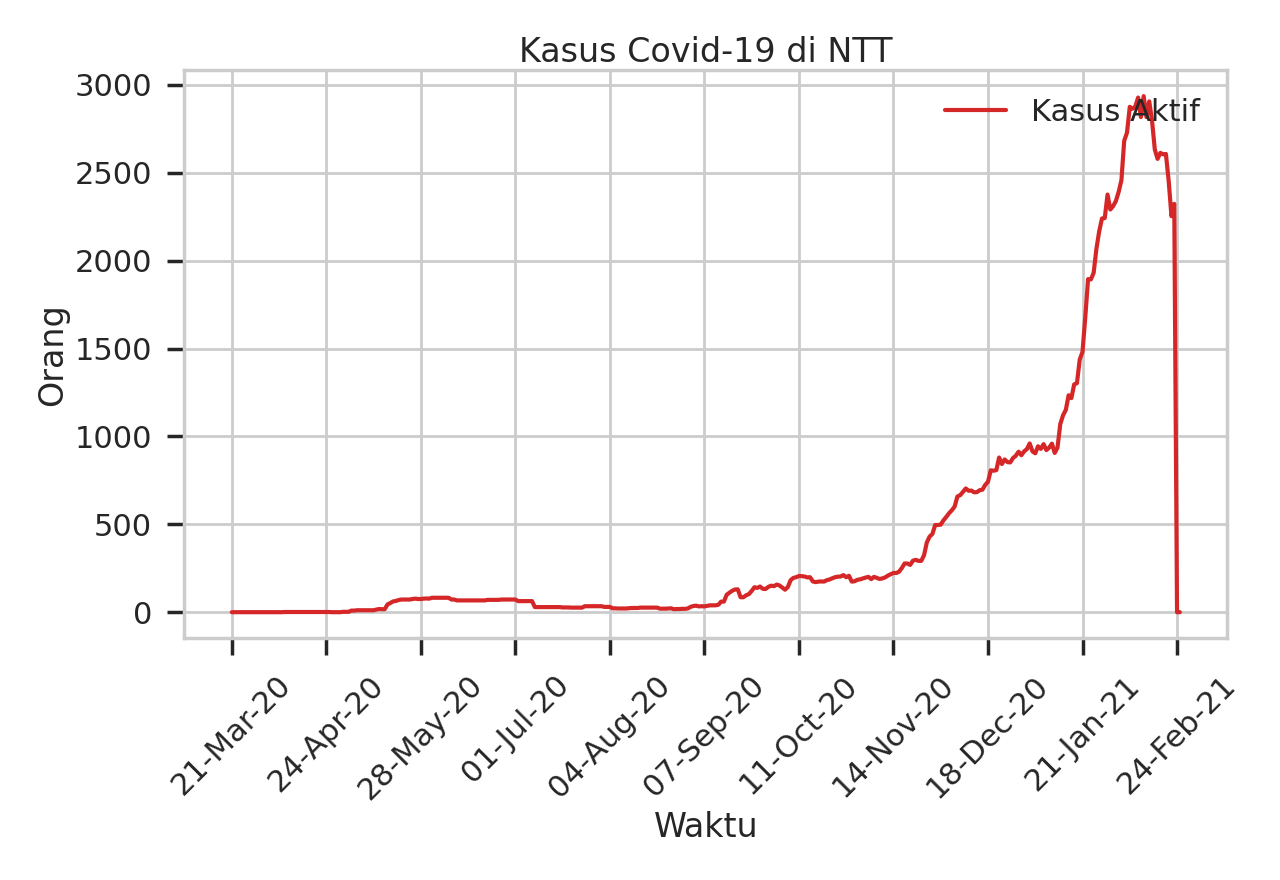 Kasus Covid-19 di NTT
3000
2500
2000
1500
1000
500
0
Orang
Kasus Aktif
21-Mar-20
24-Apr-20
28-May-20
01-Jul-20
04-Aug-20
07-Sep-20
11-Oct-20
14-Nov-20
18-Dec-20
21-Jan-21
24-Feb-21
Waktu